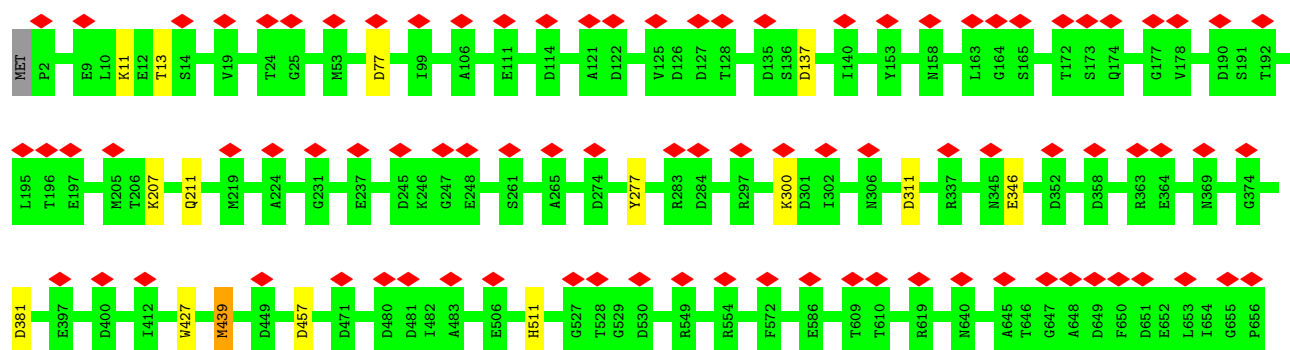 MET P2 E9 L10 K11 E12 T13 S14 V19 T24 G25 M53 D77 I99 A106 E111 D114 A121 D122 V125 D126 D127 T128 D135 S136 D137 I140 Y153 N158 L163 G164 S165 T172 S173 Q174 G177 V178 D190 S191 T192
L195 T196 E197 M205 T206 K207 Q211 M219 A224 G231 E237 D245 K246 G247 E248 S261 A265 D274 Y277 R283 D284 R297 K300 D301 I302 N306 D311 R337 N345 E346 D352 D358 R363 E364 N369 G374
D381 E397 D400 I412 W427 M439 D449 D457 D471 D480 D481 I482 A483 E506 H511 G527 T528 G529 D530 R549 R554 F572 E586 T609 T610 R619 N640 A645 T646 G647 A648 D649 F650 D651 E652 L653 I654 G655 P656